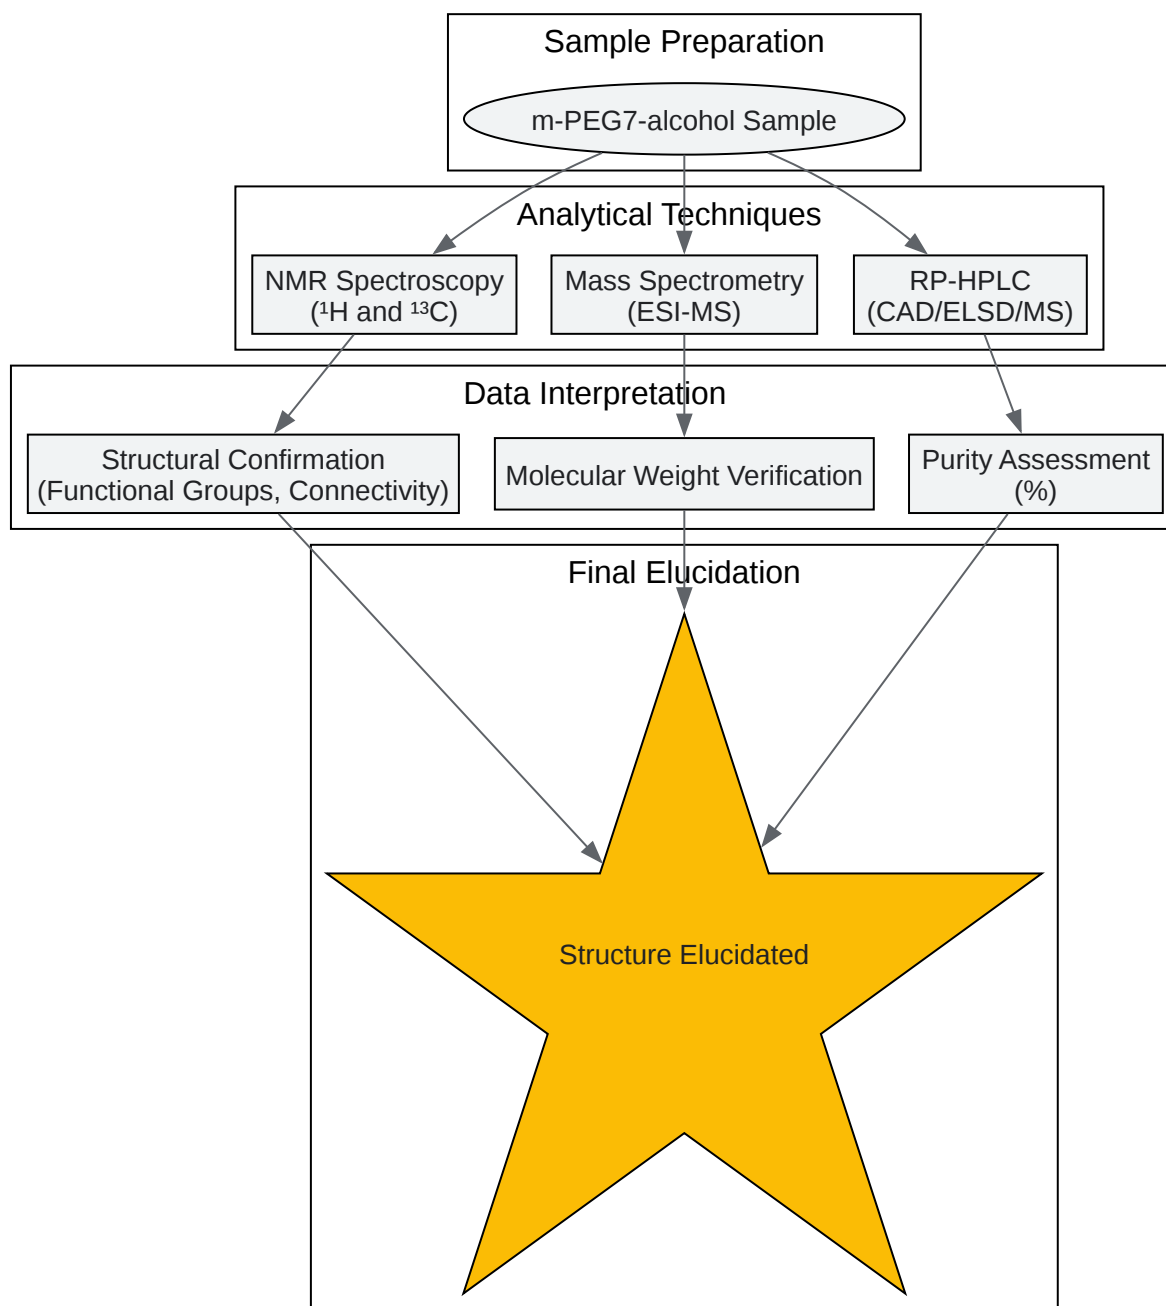 Sample Preparation
m-PEG7-alcohol Sample
Analytical Techniques
NMR Spectroscopy
(¹H and ¹³C)
Mass Spectrometry
(ESI-MS)
RP-HPLC
(CAD/ELSD/MS)
Data Interpretation
Structural Confirmation
(Functional Groups, Connectivity)
Molecular Weight Verification
Purity Assessment
(%)
Final Elucidation
Structure Elucidated